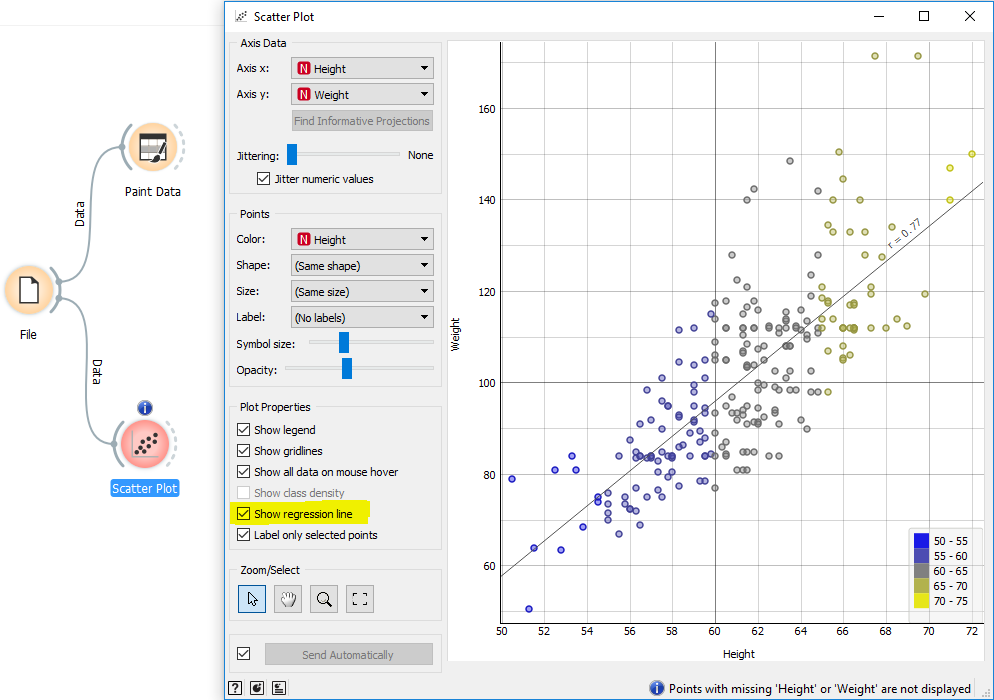 Scatter Plot
Axis Data
Axis x:
N Height
Axis y:
N Weight
Find Informative Projections
Jittering:
None
Jitter numeric values
Points
Color:
N Height
Shape:
(Same shape)
Size:
(Same size)
Label:
(No labels)
Symbol size:
Opacity:
Plot Properties
Show legend
Show gridlines
Show all data on mouse hover
Show class density
Show regression line
Label only selected points
Zoom/Select
Send Automatically
?
Paint Data
Data
File
Data
i
Scatter Plot
160
140
120
100
80
60
Weight
r = 0.77
50 - 55
55 - 60
60 - 65
65 - 70
70 - 75
50 52 54 56 58 60 62 64 66 68 70 72
Height
i Points with missing 'Height' or 'Weight' are not displayed